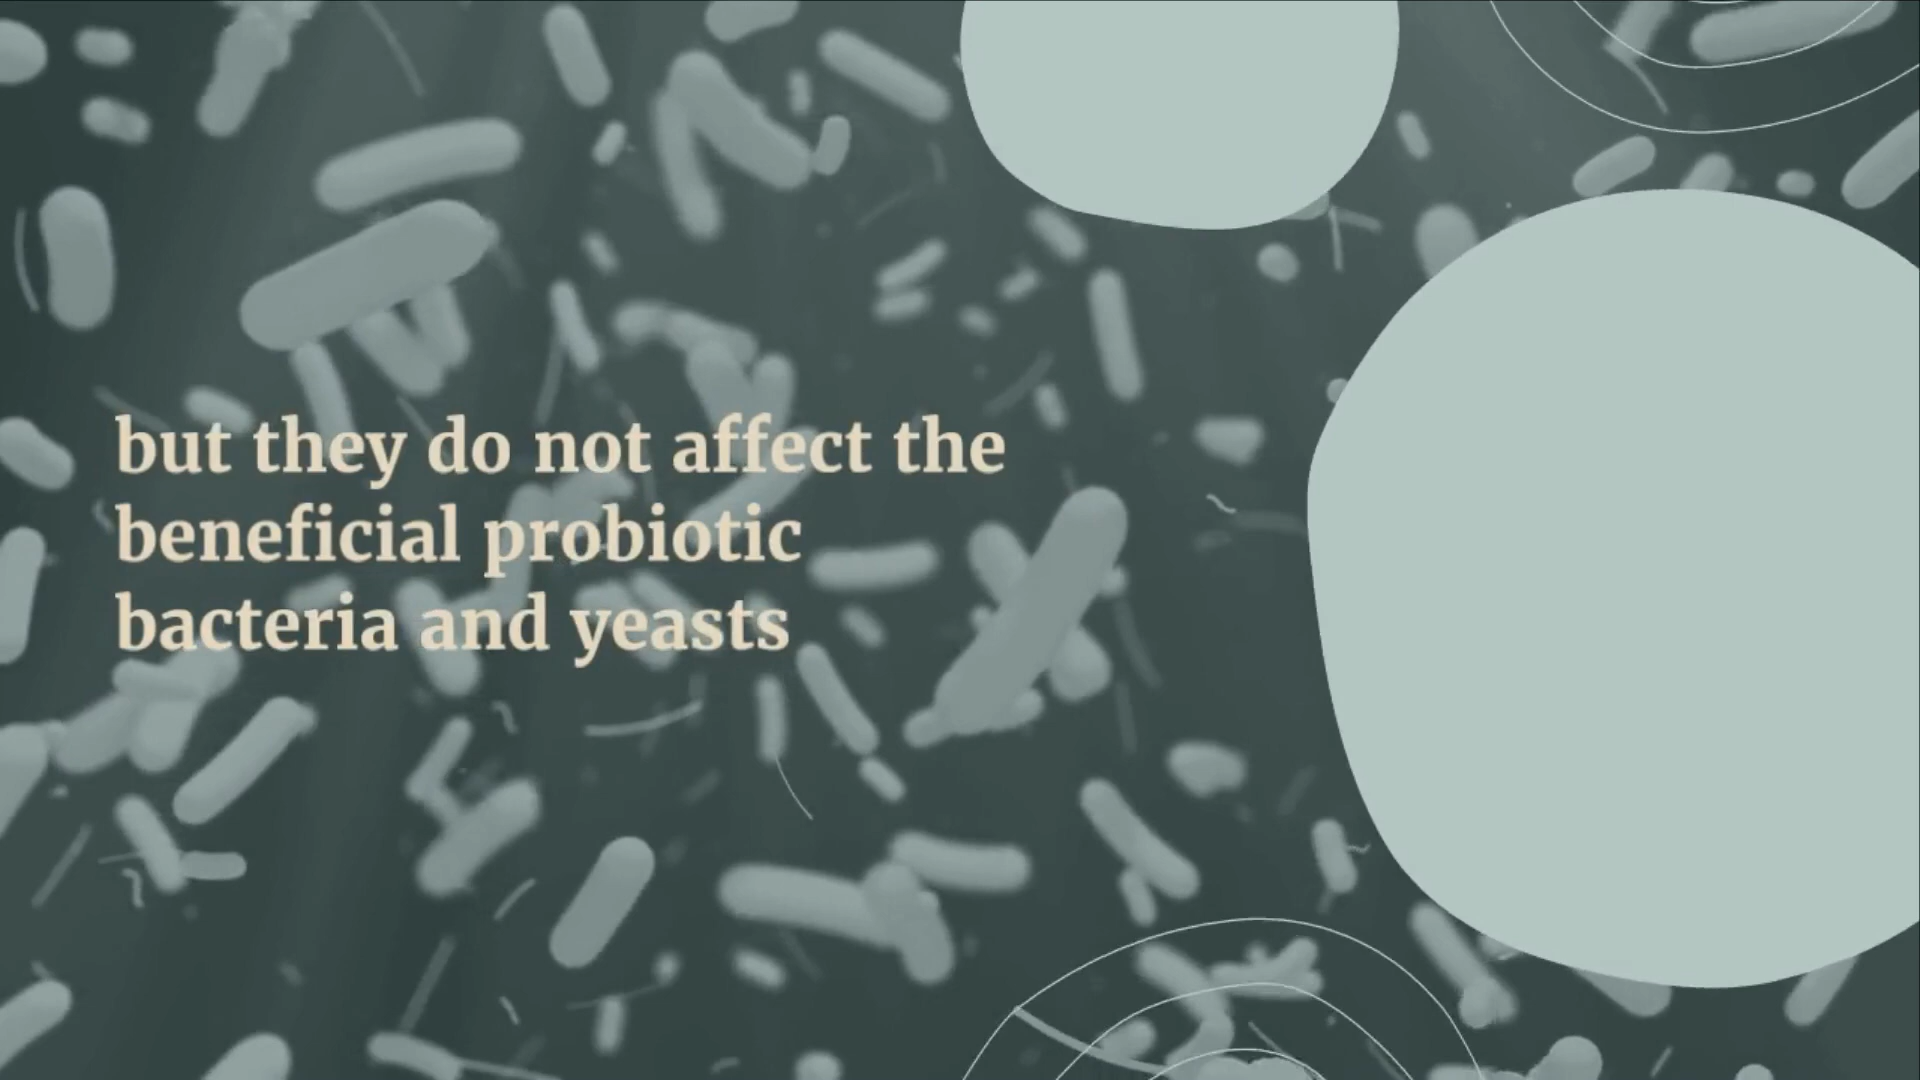 but they do not affect the
beneficial probiotic
bacteria and yeasts